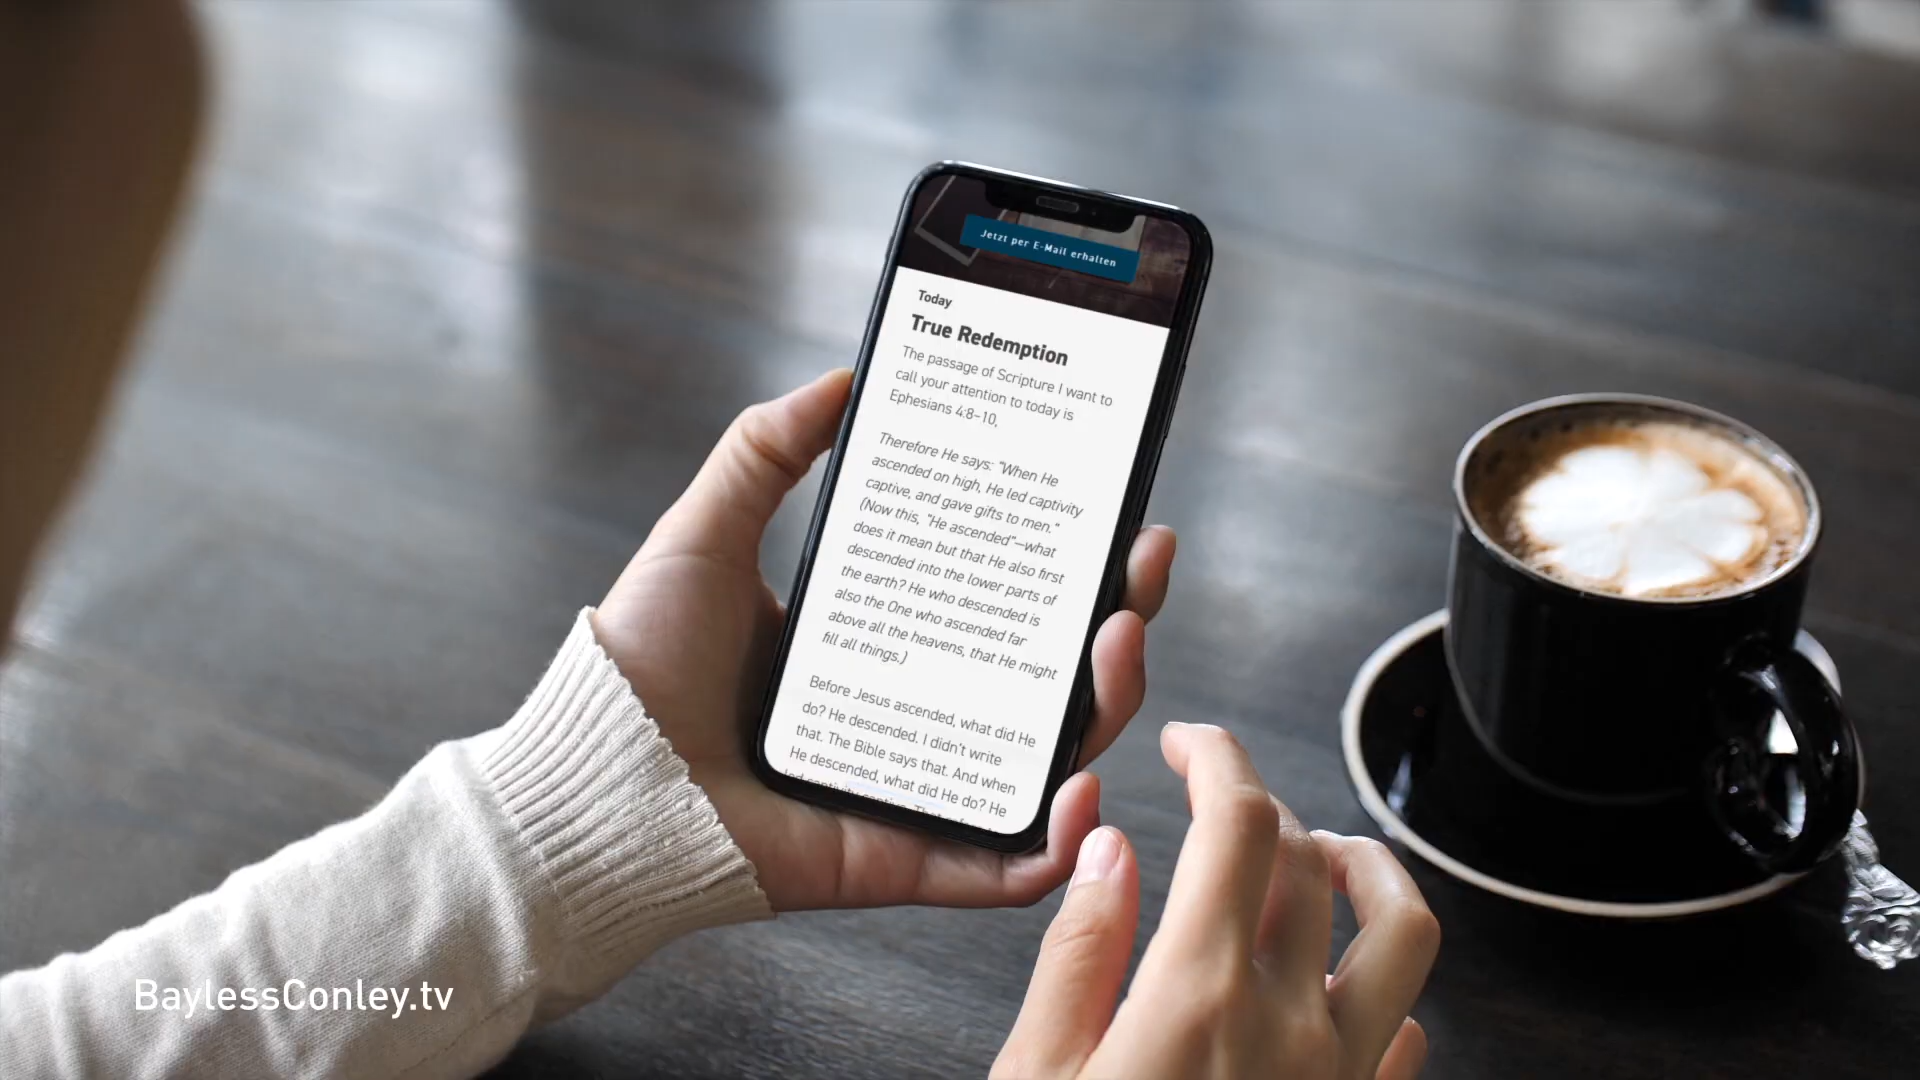 Jetzt per E-Mail erhalten
Today
True Redemption
The passage of Scripture I want to
call your attention to today is
Ephesians 4:8–10,
Therefore He says: "When He
ascended on high, He led captivity
captive, and gave gifts to men."
(Now this, "He ascended"—what
does it mean but that He also first
descended into the lower parts of
the earth? He who descended is
also the One who ascended far
above all the heavens, that He might
fill all things.)
Before Jesus ascended, what did He
do? He descended. I didn't write
that. The Bible says that. And when
He descended, what did He do? He
led captivity captive. That
BaylessConley.tv